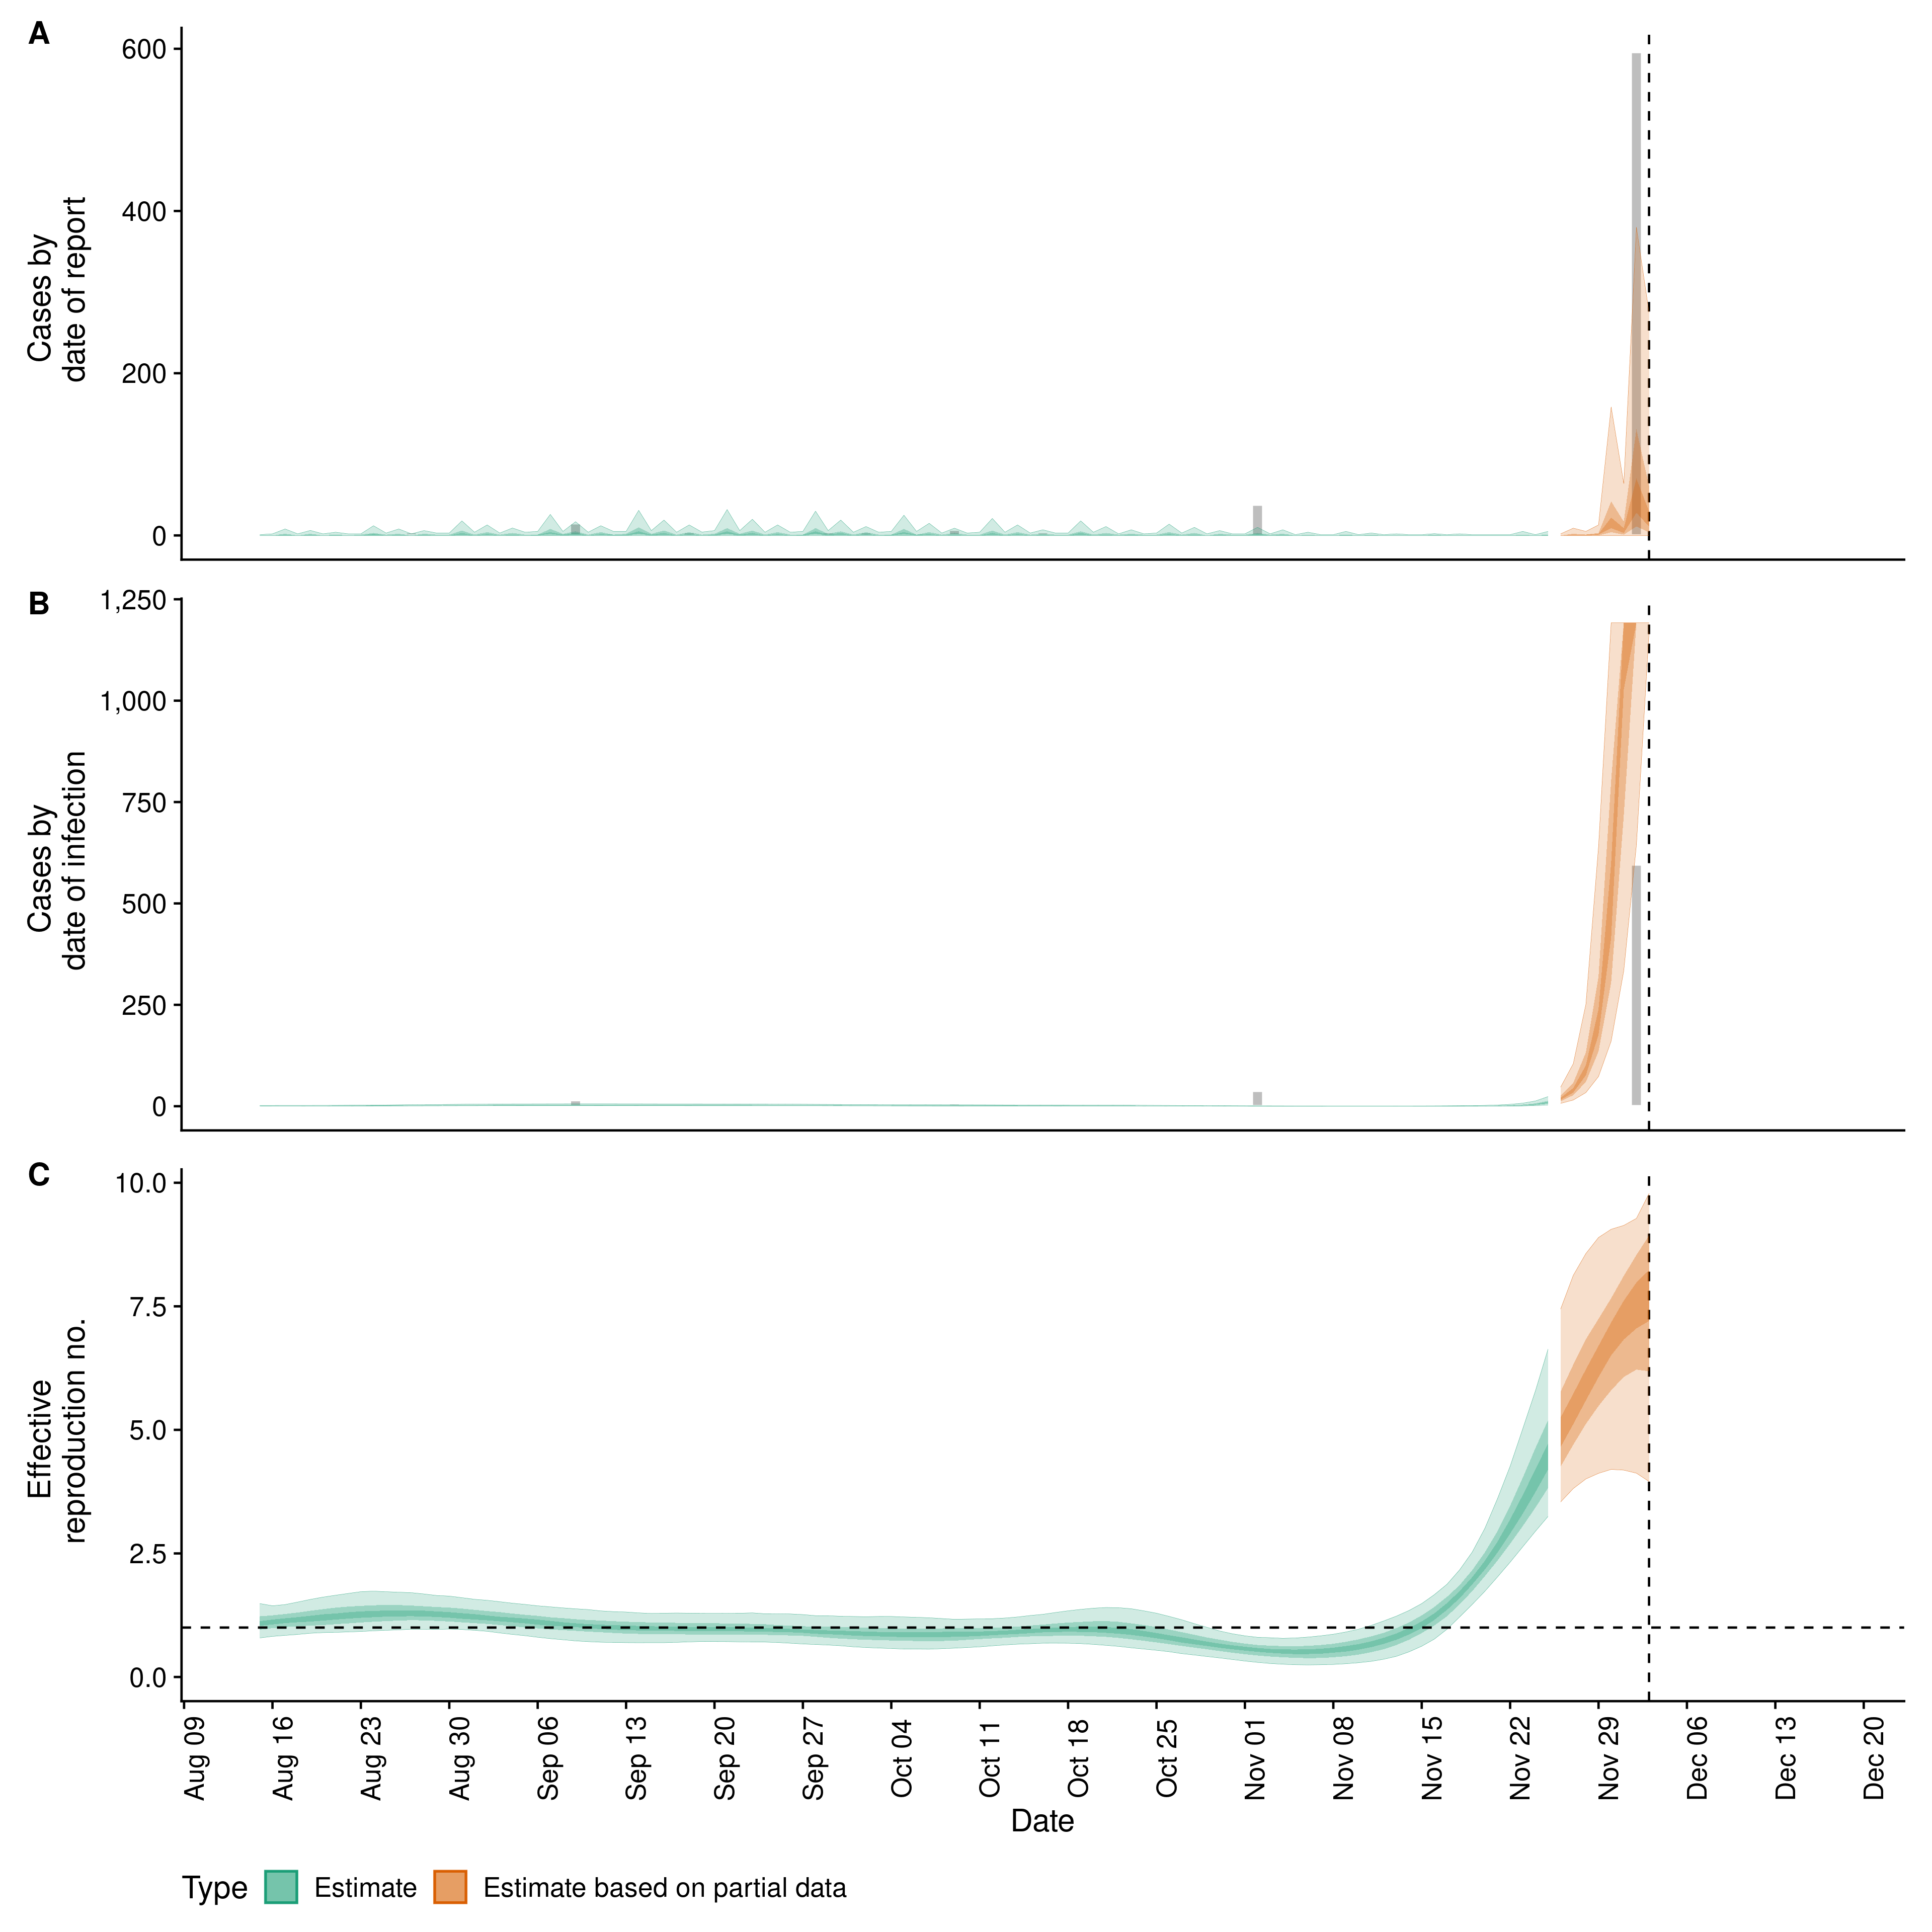 A
600
400
200
0
Cases by
date of report
B
1,250
1,000
750
500
250
0
Cases by
date of infection
C
10.0
7.5
5.0
2.5
0.0
Effective
reproduction no.
Aug 09
Aug 16
Aug 23
Aug 30
Sep 06
Sep 13
Sep 20
Sep 27
Oct 04
Oct 11
Oct 18
Oct 25
Nov 01
Nov 08
Nov 15
Nov 22
Nov 29
Dec 06
Dec 13
Dec 20
Date
Type Estimate Estimate based on partial data